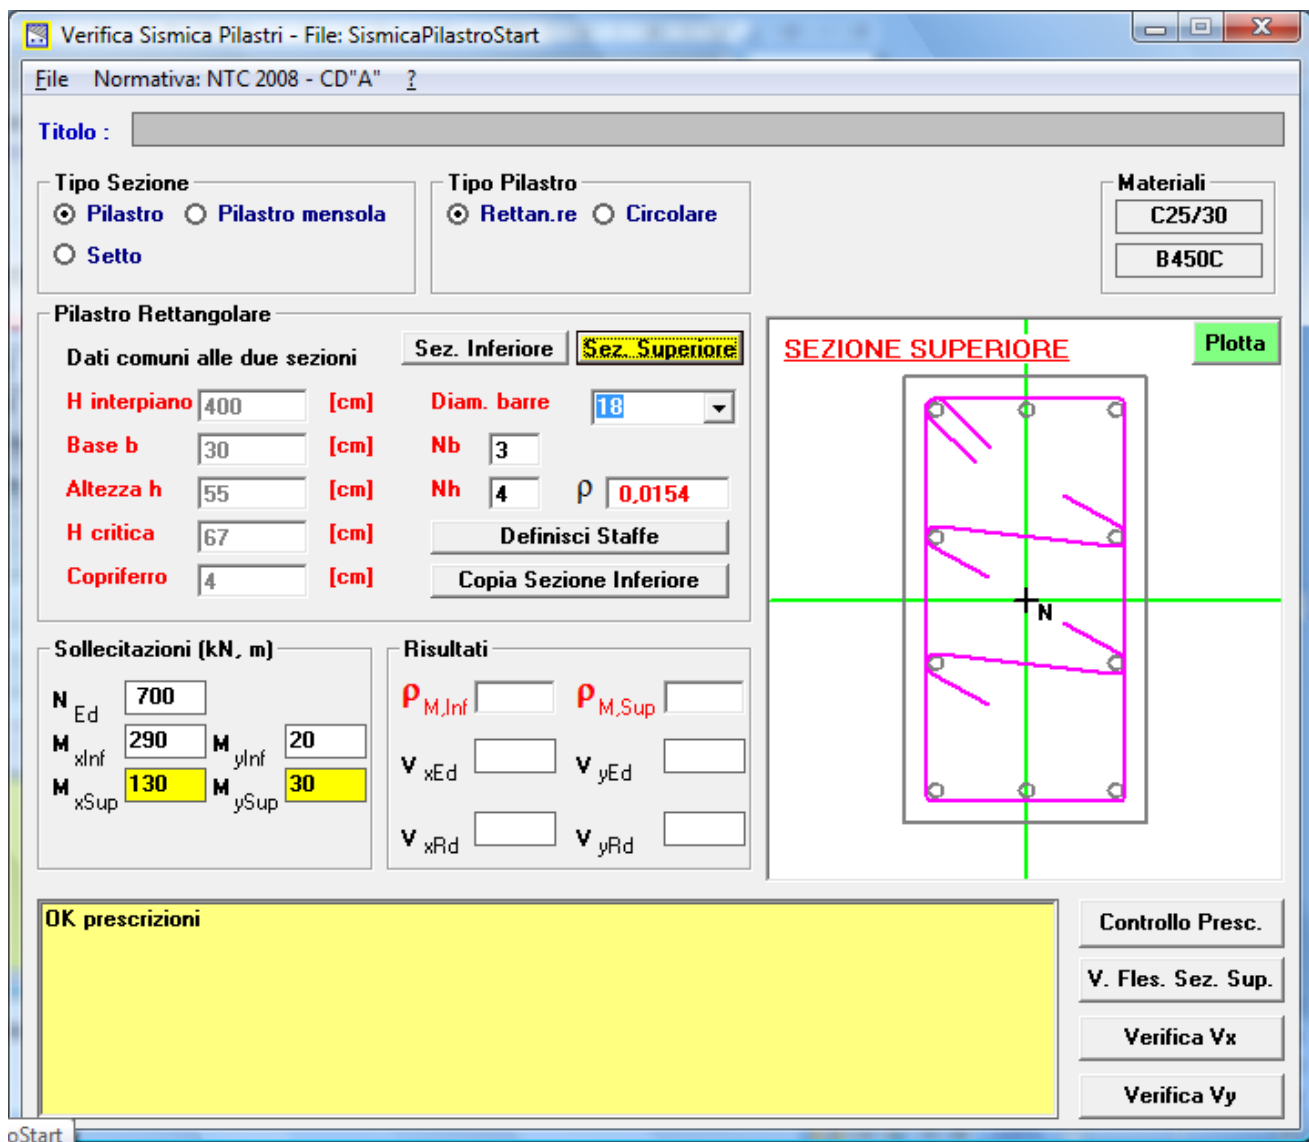 Verifica Sismica Pilastri - File: SismicaPilastroStart
File Normativa: NTC 2008 - CD"A" ?
Titolo :
Tipo Sezione
Pilastro Pilastro mensola
Setto
Tipo Pilastro
Rettan.re Circolare
Materiali
C25/30
B450C
Pilastro Rettangolare
Dati comuni alle due sezioni
Sez. Inferiore Sez. Superiore
H interpiano 400 [cm] Diam. barre 18
Base b 30 [cm] Nb 3
Altezza h 55 [cm] Nh 4 ρ 0,0154
H critica 67 [cm] Definisci Staffe
Copriferro 4 [cm] Copia Sezione Inferiore
SEZIONE SUPERIORE Plotta
N
Sollecitazioni (kN, m)
N Ed 700
M xInf 290 M yInf 20
M xSup 130 M ySup 30
Risultati
ρ M,Inf ρ M,Sup
V xEd V yEd
V xRd V yRd
OK prescrizioni
Controllo Presc.
V. Fles. Sez. Sup.
Verifica Vx
Verifica Vy
oStart